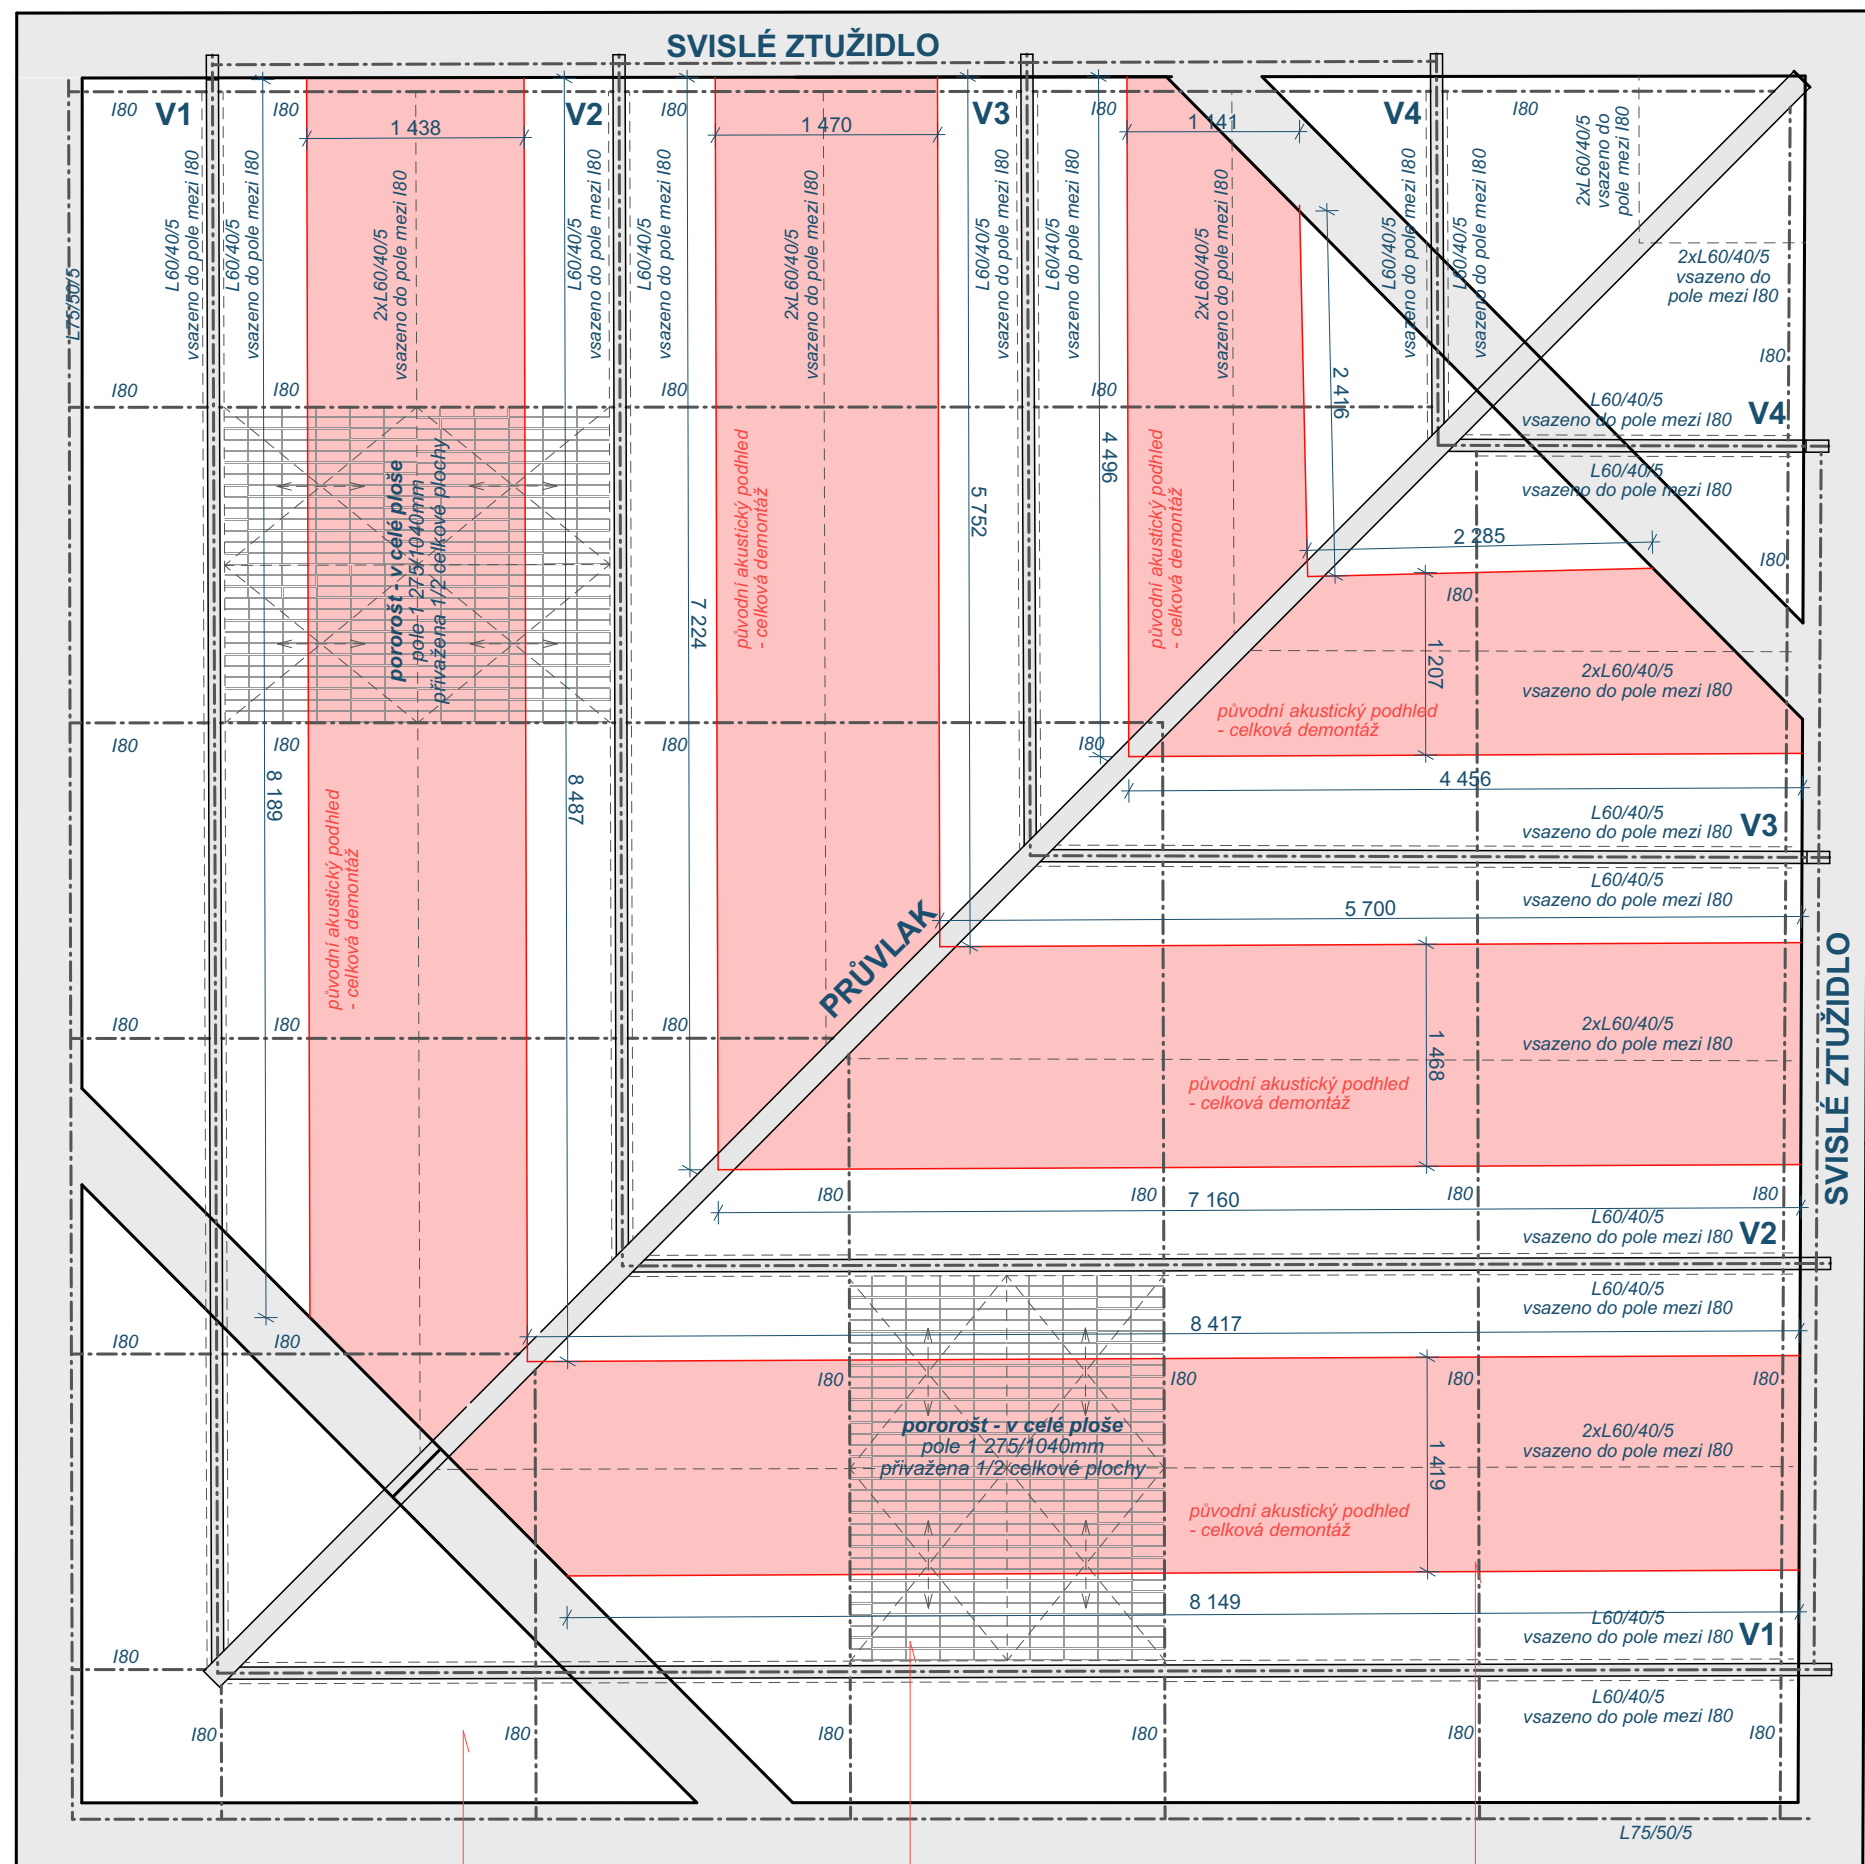 SVISLÉ ZTUŽIDLO
I80
V1
I80
V2
I80
V3
I80
V4
I80
1 438
1 470
1 141
L75/50/5
L60/40/5
vsazeno do pole mezi I80
L60/40/5
vsazeno do pole mezi I80
2xL60/40/5
vsazeno do pole mezi I80
L60/40/5
vsazeno do pole mezi I80
L60/40/5
vsazeno do pole mezi I80
2xL60/40/5
vsazeno do pole mezi I80
L60/40/5
vsazeno do pole mezi I80
L60/40/5
vsazeno do pole mezi I80
2xL60/40/5
vsazeno do pole mezi I80
L60/40/5
vsazeno do pole mezi I80
L60/40/5
vsazeno do pole mezi I80
2xL60/40/5
vsazeno do
pole mezi I80
2xL60/40/5
vsazeno do
pole mezi I80
I80
I80
I80
I80
I80
2 416
L60/40/5
vsazeno do pole mezi I80
V4
L60/40/5
vsazeno do pole mezi I80
pororošt - v celé ploše
pole 1 275/1040mm
přivažena 1/2 celkové plochy
původní akustický podhled
- celková demontáž
původní akustický podhled
- celková demontáž
4 496
5 752
2 285
I80
I80
7 224
1 207
2xL60/40/5
vsazeno do pole mezi I80
původní akustický podhled
- celková demontáž
I80
I80
I80
I80
8 189
8 487
4 456
původní akustický podhled
- celková demontáž
L60/40/5
vsazeno do pole mezi I80
V3
L60/40/5
vsazeno do pole mezi I80
5 700
PRŮVLAK
SVISLÉ ZTUŽIDLO
I80
I80
I80
1 468
2xL60/40/5
vsazeno do pole mezi I80
původní akustický podhled
- celková demontáž
I80
I80
I80
I80
7 160
L60/40/5
vsazeno do pole mezi I80
V2
L60/40/5
vsazeno do pole mezi I80
8 417
I80
I80
I80
I80
I80
I80
pororošt - v celé ploše
pole 1 275/1040mm
přivažena 1/2 celkové plochy
1 419
2xL60/40/5
vsazeno do pole mezi I80
původní akustický podhled
- celková demontáž
8 149
L60/40/5
vsazeno do pole mezi I80
V1
I80
L60/40/5
vsazeno do pole mezi I80
I80
I80
I80
I80
I80
I80
L75/50/5